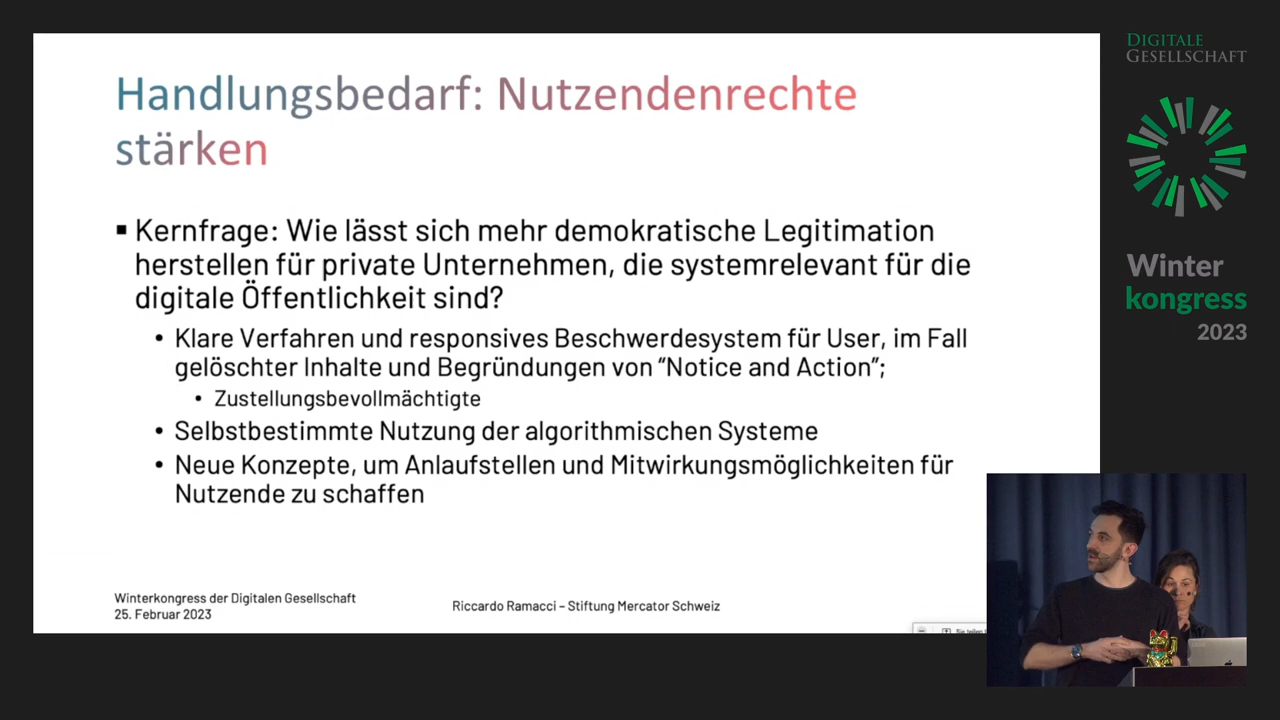 Handlungsbedarf: Nutzendenrechte
stärken
▪ Kernfrage: Wie lässt sich mehr demokratische Legitimation
herstellen für private Unternehmen, die systemrelevant für die
digitale Öffentlichkeit sind?
• Klare Verfahren und responsives Beschwerdesystem für User, im Fall
gelöschter Inhalte und Begründungen von “Notice and Action”;
• Zustellungsbevollmächtigte
• Selbstbestimmte Nutzung der algorithmischen Systeme
• Neue Konzepte, um Anlaufstellen und Mitwirkungsmöglichkeiten für
Nutzende zu schaffen
Winterkongress der Digitalen Gesellschaft
25. Februar 2023
Riccardo Ramacci – Stiftung Mercator Schweiz
DIGITALE
GESELLSCHAFT
Winter
kongress
2023